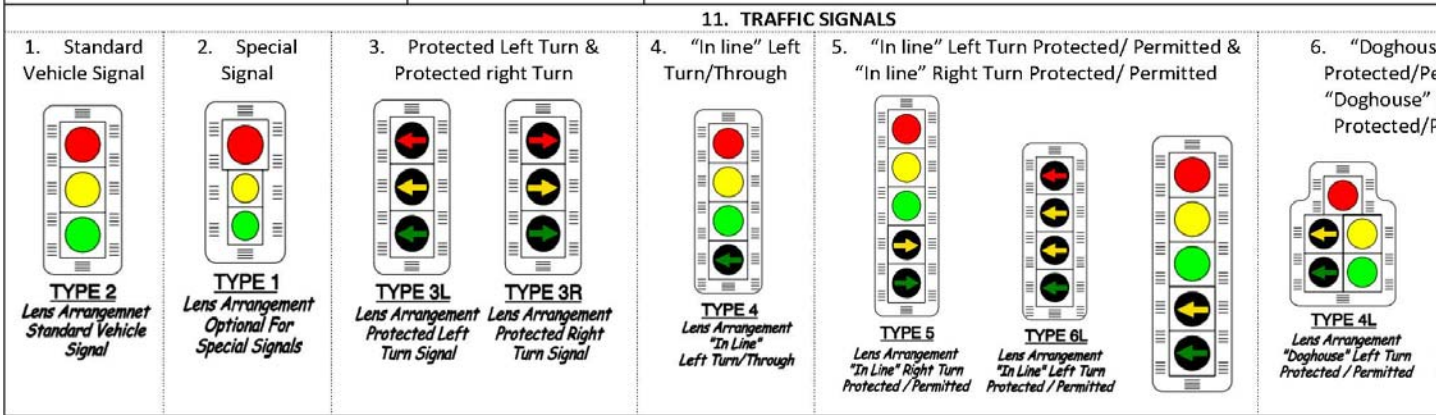 11. TRAFFIC SIGNALS
1. Standard
Vehicle Signal
2. Special
Signal
3. Protected Left Turn &
Protected right Turn
4. "In line" Left
Turn/Through
5. "In line" Left Turn Protected/ Permitted &
"In line" Right Turn Protected/ Permitted
6. "Doghous
Protected/Pe
"Doghouse"
Protected/P
TYPE 2
Lens Arrangemnet
Standard Vehicle
Signal
TYPE 1
Lens Arrangement
Optional For
Special Signals
TYPE 3L
Lens Arrangement
Protected Left
Turn Signal
TYPE 3R
Lens Arrangement
Protected Right
Turn Signal
TYPE 4
Lens Arrangement
"In Line"
Left Turn/Through
TYPE 5
Lens Arrangement
"In Line" Right Turn
Protected / Permitted
TYPE 6L
Lens Arrangement
"In Line" Left Turn
Protected / Permitted
TYPE 4L
Lens Arrangement
"Doghouse" Left Turn
Protected / Permitted